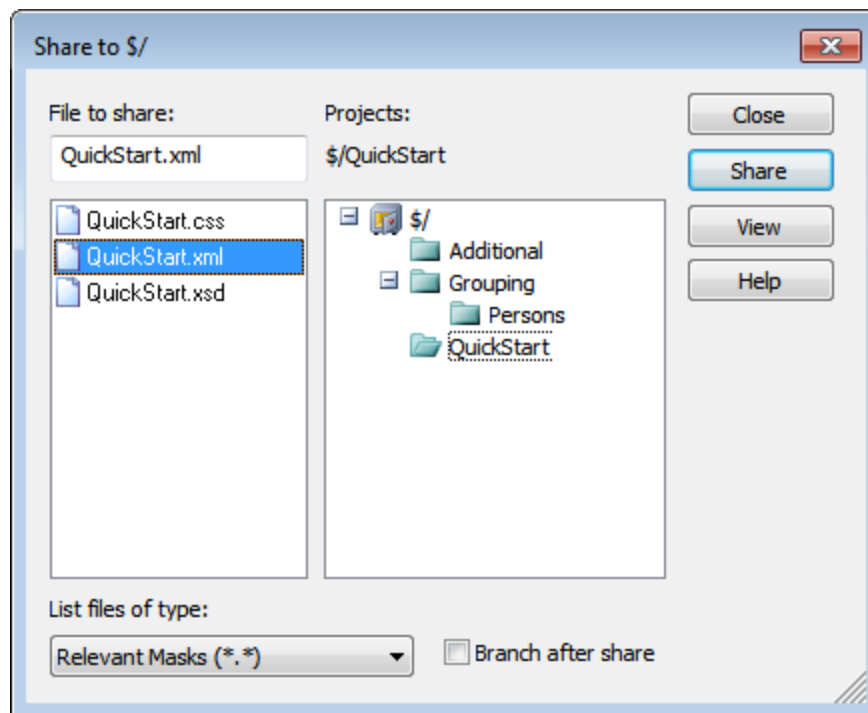 Share to $/
File to share:
QuickStart.xml
QuickStart.css
QuickStart.xml
QuickStart.xsd
Projects:
$/QuickStart
$/
Additional
Grouping
Persons
QuickStart
Close
Share
View
Help
List files of type:
Relevant Masks (*.*)
Branch after share